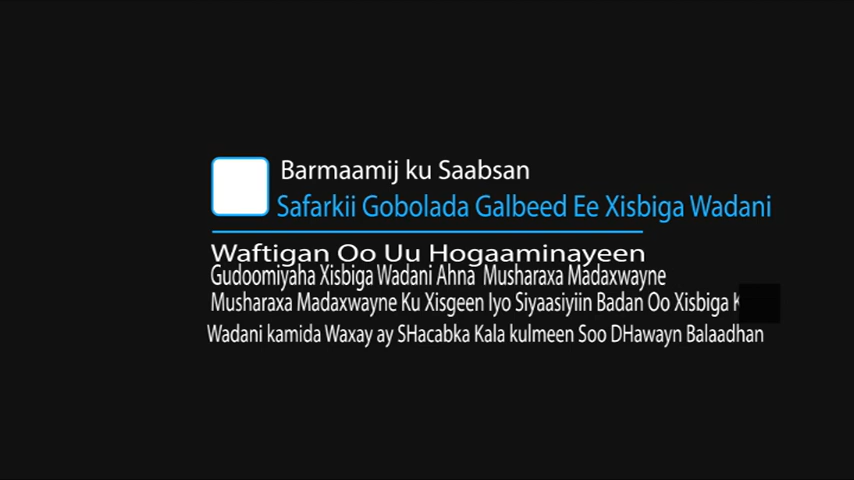 Barmaamij ku Saabsan
Safarkii Gobolada Galbeed Ee Xisbiga Wadani
Waftigan Oo Uu Hogaaminayeen
Gudoomiyaha Xisbiga Wadani Ahna Musharaxa Madaxwayne
Musharaxa Madaxwayne Ku Xisgeen Iyo Siyaasiyiin Badan Oo Xisbiga
Wadani kamida Waxay ay SHacabka Kala kulmeen Soo DHawayn Balaadhan